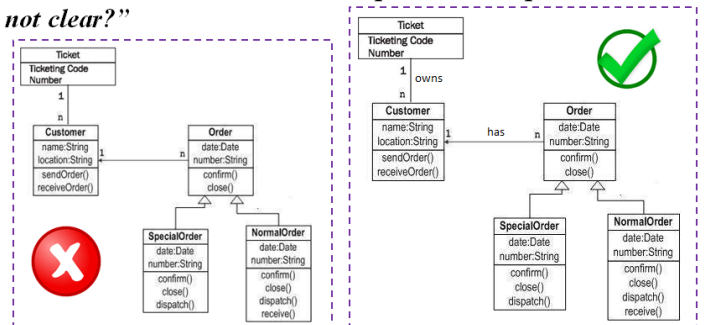 not clear?”
Ticket
Ticketing Code
Number
1
n
Customer
name:String
location:String
sendOrder()
receiveOrder()
1
n
Order
date:Date
number:String
confirm()
close()
SpecialOrder
date:Date
number:String
confirm()
close()
dispatch()
NormalOrder
date:Date
number:String
confirm()
close()
dispatch()
receive()
Ticket
Ticketing Code
Number
1
owns
n
Customer
name:String
location:String
sendOrder()
receiveOrder()
1
has
n
Order
date:Date
number:String
confirm()
close()
SpecialOrder
date:Date
number:String
confirm()
close()
dispatch()
NormalOrder
date:Date
number:String
confirm()
close()
dispatch()
receive()